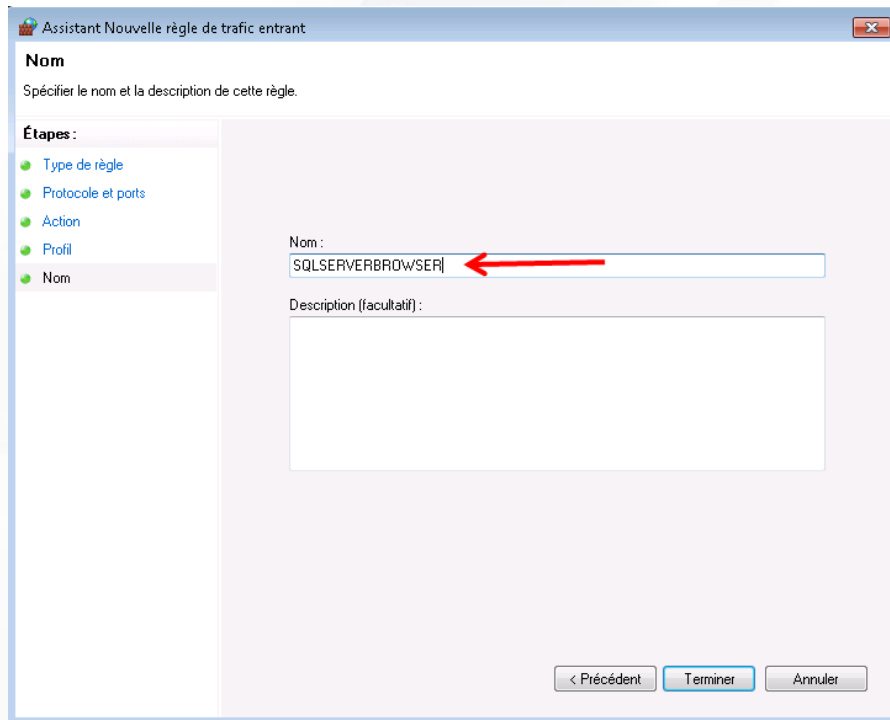 Assistant Nouvelle règle de trafic entrant
Nom
Spécifier le nom et la description de cette règle.
Étapes :
Type de règle
Protocole et ports
Action
Profil
Nom
Nom :
SQLSERVERBROWSER
Description (facultatif) :
< Précédent
Terminer
Annuler